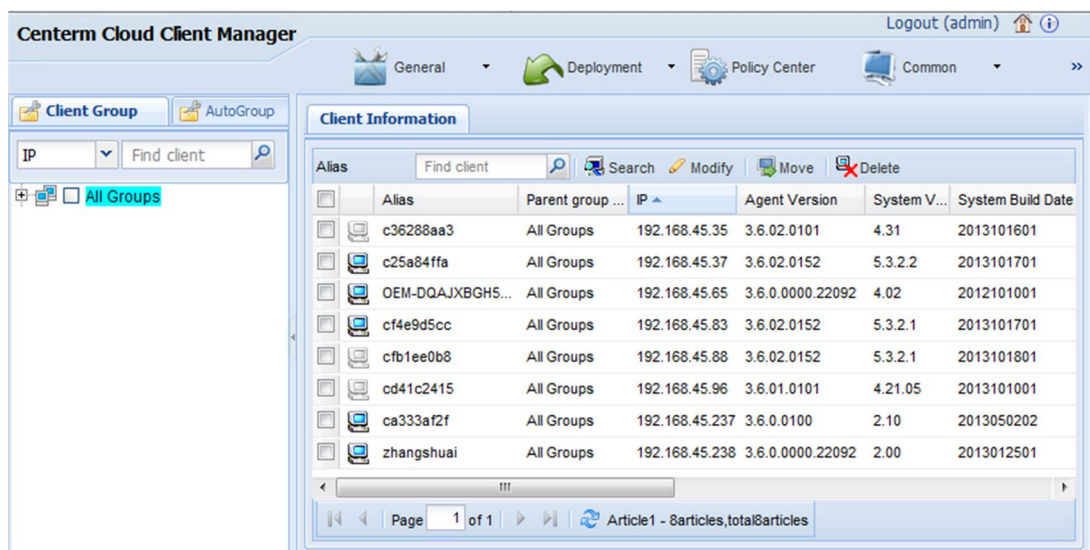 Logout (admin)
Centerm Cloud Client Manager
General Deployment Policy Center Common »
Client Group AutoGroup
Client Information
IP Find client
Alias Find client Search Modify Move Delete
All Groups
Alias Parent group ... IP Agent Version System V... System Build Date
c36288aa3 All Groups 192.168.45.35 3.6.02.0101 4.31 2013101601
c25a84ffa All Groups 192.168.45.37 3.6.02.0152 5.3.2.2 2013101701
OEM-DQAJXBGH5... All Groups 192.168.45.65 3.6.0.0000.22092 4.02 2012101001
cf4e9d5cc All Groups 192.168.45.83 3.6.02.0152 5.3.2.1 2013101701
cfb1ee0b8 All Groups 192.168.45.88 3.6.02.0152 5.3.2.1 2013101801
cd41c2415 All Groups 192.168.45.96 3.6.01.0101 4.21.05 2013101001
ca333af2f All Groups 192.168.45.237 3.6.0.0100 2.10 2013050202
zhangshuai All Groups 192.168.45.238 3.6.0.0000.22092 2.00 2013012501
Page 1 of 1 Article1 - 8articles,total8articles